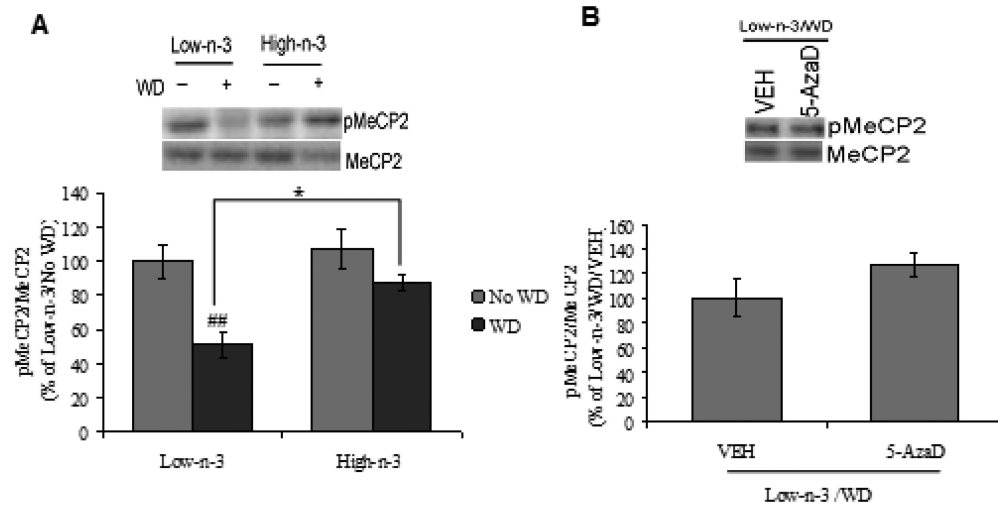 A
Low-n-3 High-n-3
WD – + – +
pMeCP2
MeCP2
pMeCP2/MeCP2
(% of Low-n-3/No WD)
140
120
100
80
60
40
20
0
*
##
No WD
WD
Low-n-3 High-n-3
B
Low-n-3/WD
VEH 5-AzaD
pMeCP2
MeCP2
pMeCP2/MeCP2
(% of Low-n-3/WD/VEH.
160
140
120
100
80
60
40
20
0
VEH 5-AzaD
Low-n-3 /WD